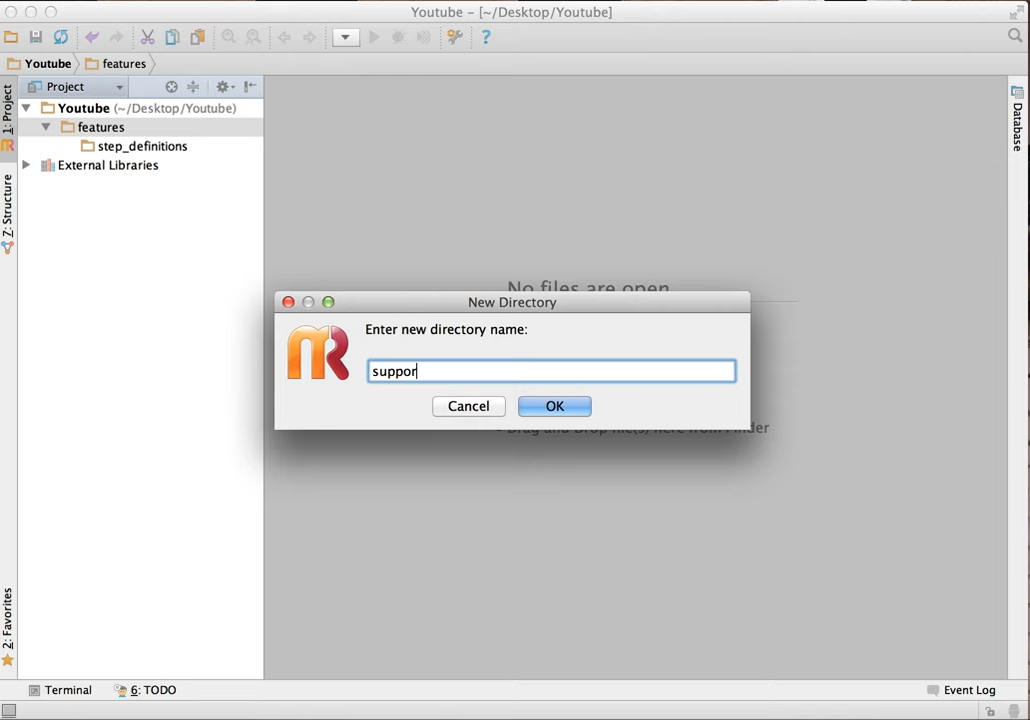 Youtube – [~/Desktop/Youtube]
Youtube features
Project
1: Project
Youtube (~/Desktop/Youtube)
features
step_definitions
External Libraries
Database
7: Structure
No files are open
New Directory
Enter new directory name:
suppor
Cancel OK
Drag and Drop file(s) here from Finder
2: Favorites
Terminal 6: TODO Event Log